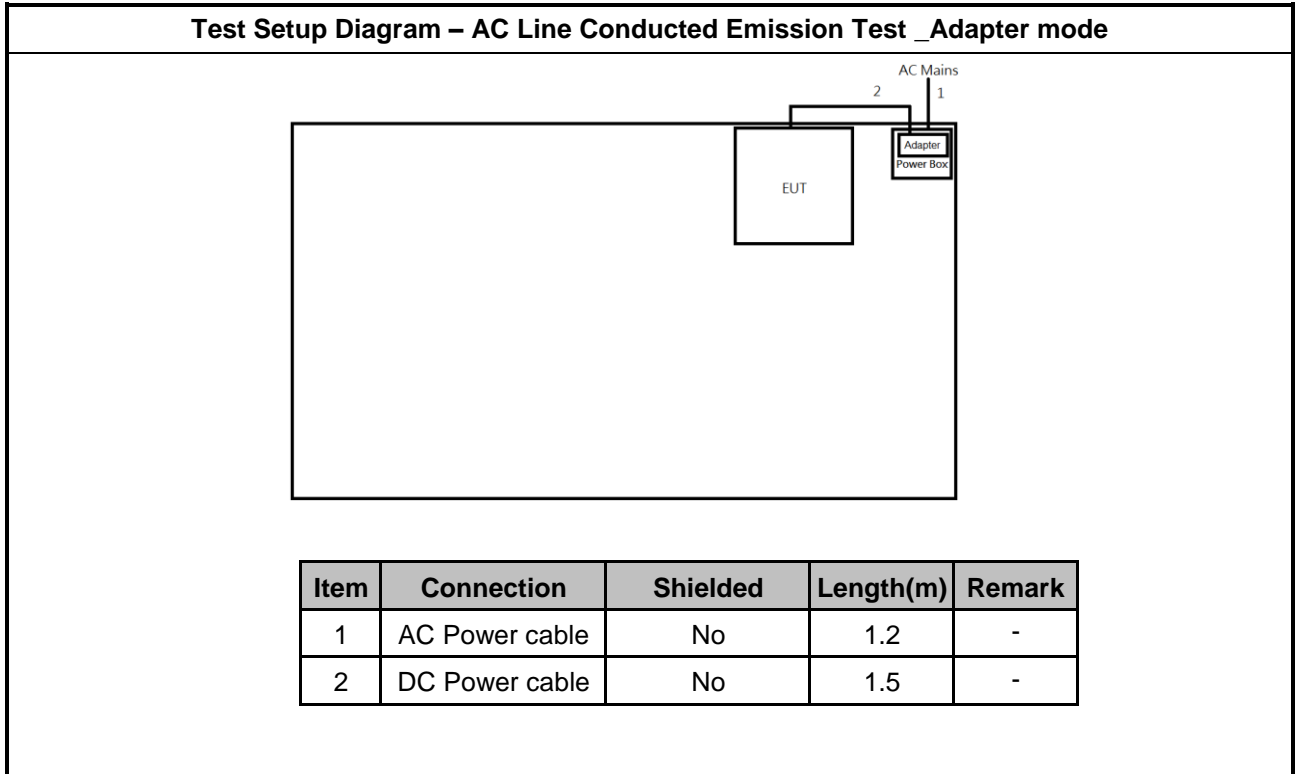 Test Setup Diagram – AC Line Conducted Emission Test _Adapter mode
AC Mains
2
1
Adapter
Power Box
EUT
Item Connection Shielded Length(m) Remark
1 AC Power cable No 1.2 -
2 DC Power cable No 1.5 -